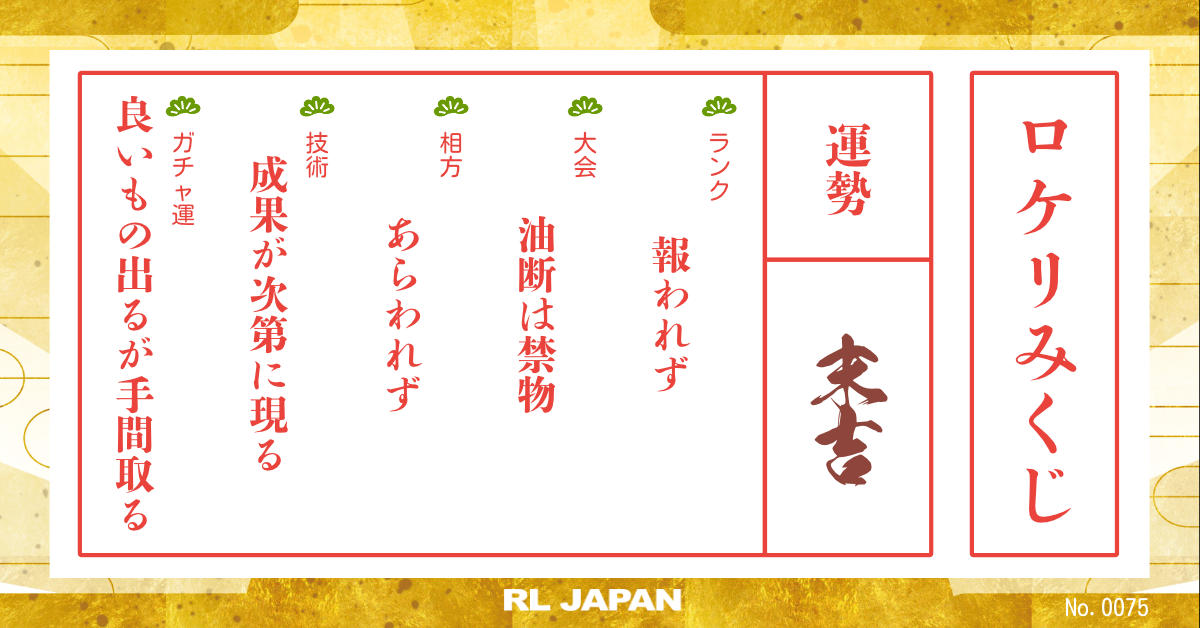 ロケリみくじ
運勢
末吉
ランク
報われず
大会
油断は禁物
相方
あらわれず
技術
成果が次第に現る
ガチャ運
良いもの出るが手間取る
RL JAPAN
No. 0075